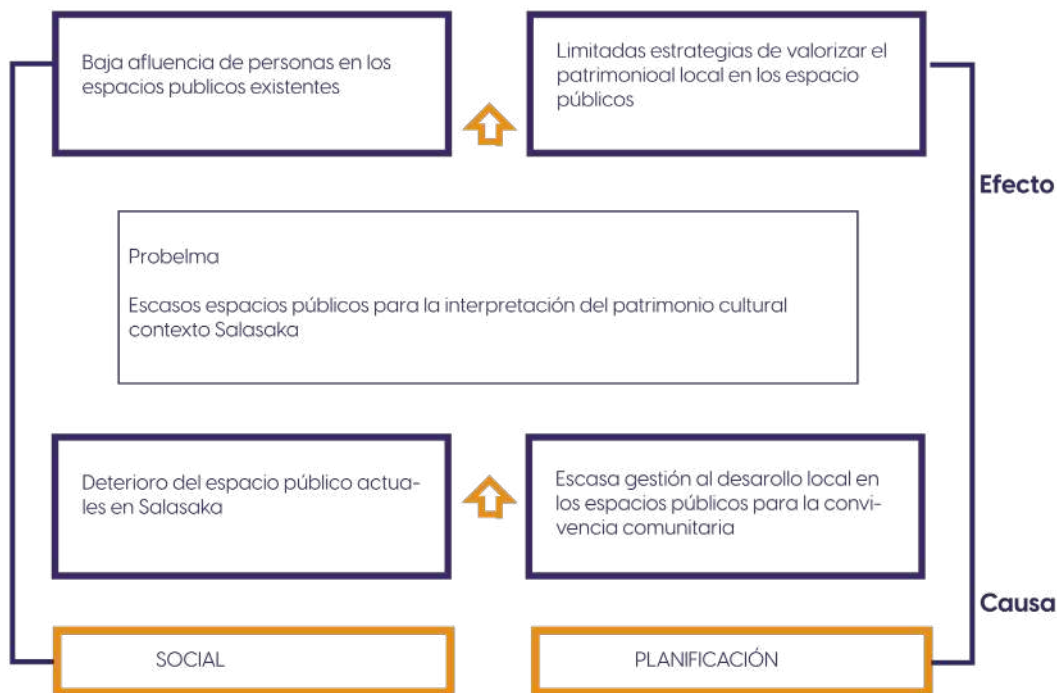 Baja afluencia de personas en los
espacios publicos existentes
Limitadas estrategias de valorizar el
patrimonioal local en los espacio
públicos
Efecto
Probelma
Escasos espacios públicos para la interpretación del patrimonio cultural
contexto Salasaka
Deterioro del espacio público actua-
les en Salasaka
Escasa gestión al desarollo local en
los espacios públicos para la convi-
vencia comunitaria
Causa
SOCIAL
PLANIFICACIÓN